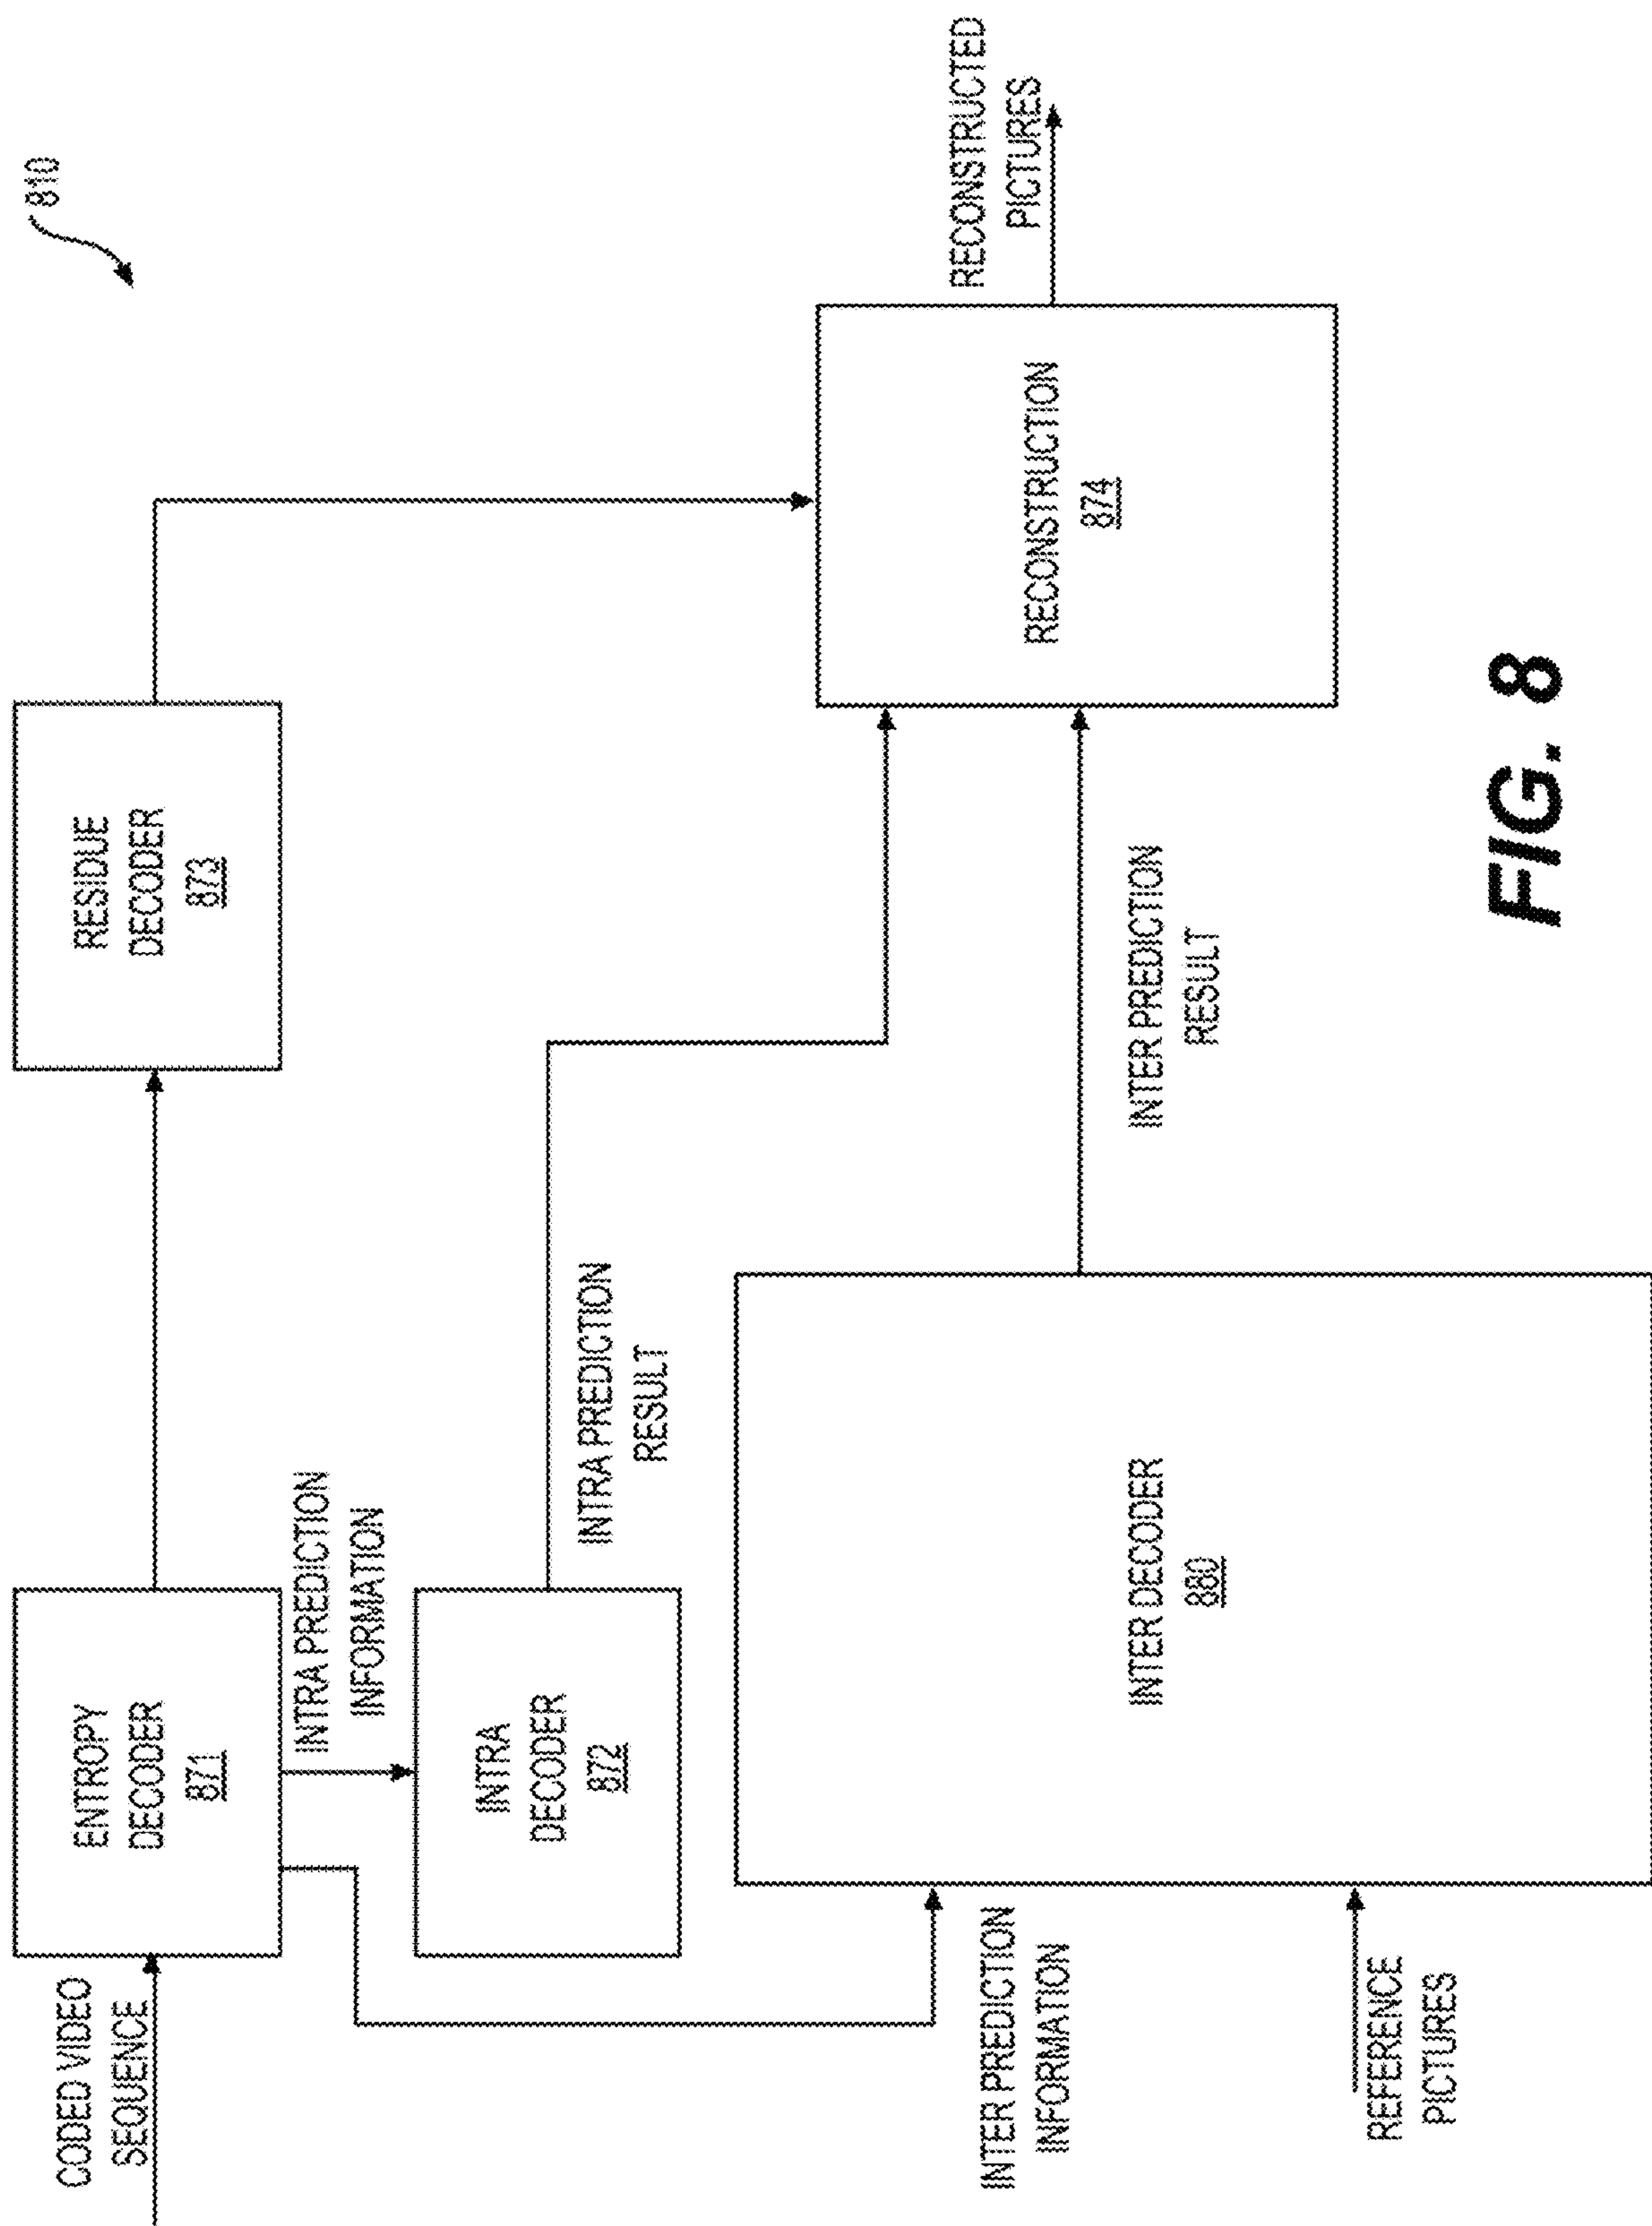 810
CODED VIDEO
SEQUENCE
ENTROPY
DECODER
871
RESIDUE
DECODER
873
INTRA PREDICTION
INFORMATION
INTRA
DECODER
872
INTRA PREDICTION
RESULT
RECONSTRUCTED
PICTURES
RECONSTRUCTION
874
INTER PREDICTION
INFORMATION
INTER DECODER
880
INTER PREDICTION
RESULT
REFERENCE
PICTURES
FIG. 8